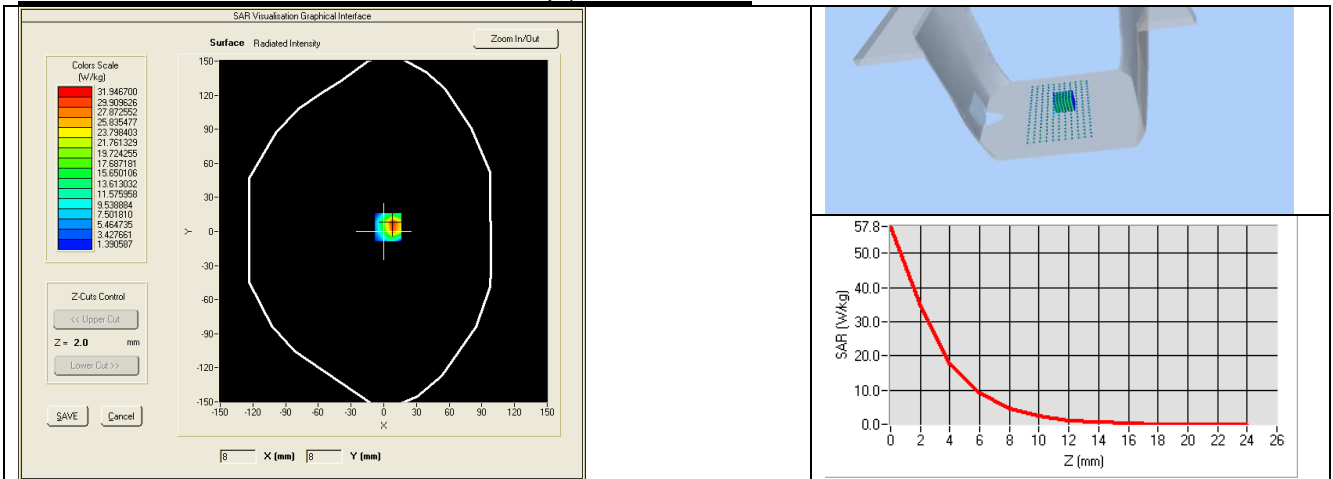 SAR Visualisation Graphical Interface
Surface Radiated Intensity
Zoom In/Out
Colors Scale
(W/kg)
31.946700
29.909626
27.872552
25.835477
23.798403
21.761329
19.724255
17.687181
15.650106
13.613032
11.575958
9.538884
7.501810
5.464735
3.427661
1.390587
Z-Cuts Control
<< Upper Cut
Z = 2.0 mm
Lower Cut >>
SAVE Cancel
150
120
90
60
30
Y 0
-30
-60
-90
-120
-150
-150 -120 -90 -60 -30 0 30 60 90 120 150
X
8 X (mm) 8 Y (mm)
57.8
50.0
40.0
30.0
20.0
10.0
0.0
SAR (W/kg)
0 2 4 6 8 10 12 14 16 18 20 22 24 26
Z (mm)